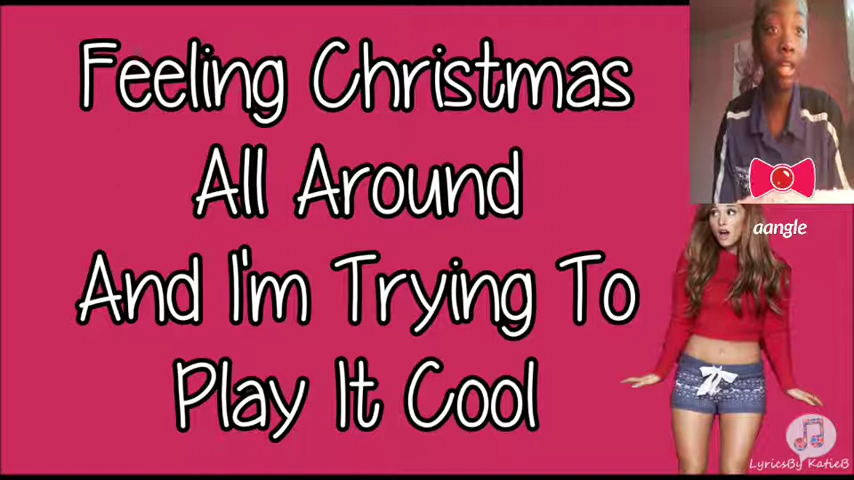 Feeling Christmas
All Around
And I'm Trying To
Play It Cool
aangle
LyricsBy KatieB